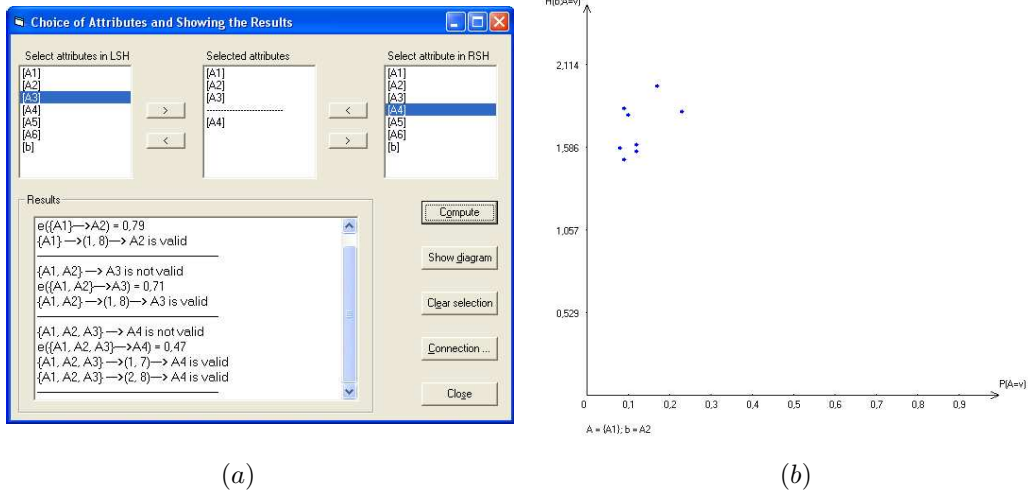 Choice of Attributes and Showing the Results
Select attributes in LSH
[A1]
[A2]
[A3]
[A4]
[A5]
[A6]
[b]
>
<
Selected attributes
[A1]
[A2]
[A3]
--------------------------
[A4]
<
>
Select attribute in RSH
[A1]
[A2]
[A3]
[A4]
[A5]
[A6]
[b]
Results
e({A1}—>A2) = 0,79
{A1} —>(1, 8)—> A2 is valid
{A1, A2} —> A3 is not valid
e({A1, A2}—>A3) = 0,71
{A1, A2} —>(1, 8)—> A3 is valid
{A1, A2, A3} —> A4 is not valid
e({A1, A2, A3}—>A4) = 0,47
{A1, A2, A3} —>(1, 7)—> A4 is valid
{A1, A2, A3} —>(2, 8)—> A4 is valid
Compute
Show diagram
Clear selection
Connection ...
Close
(a)
H(b;A=v)
2,114
1,586
1,057
0,529
P(A=v)
0 0,1 0,2 0,3 0,4 0,5 0,6 0,7 0,8 0,9
A = {A1}; b = A2
(b)